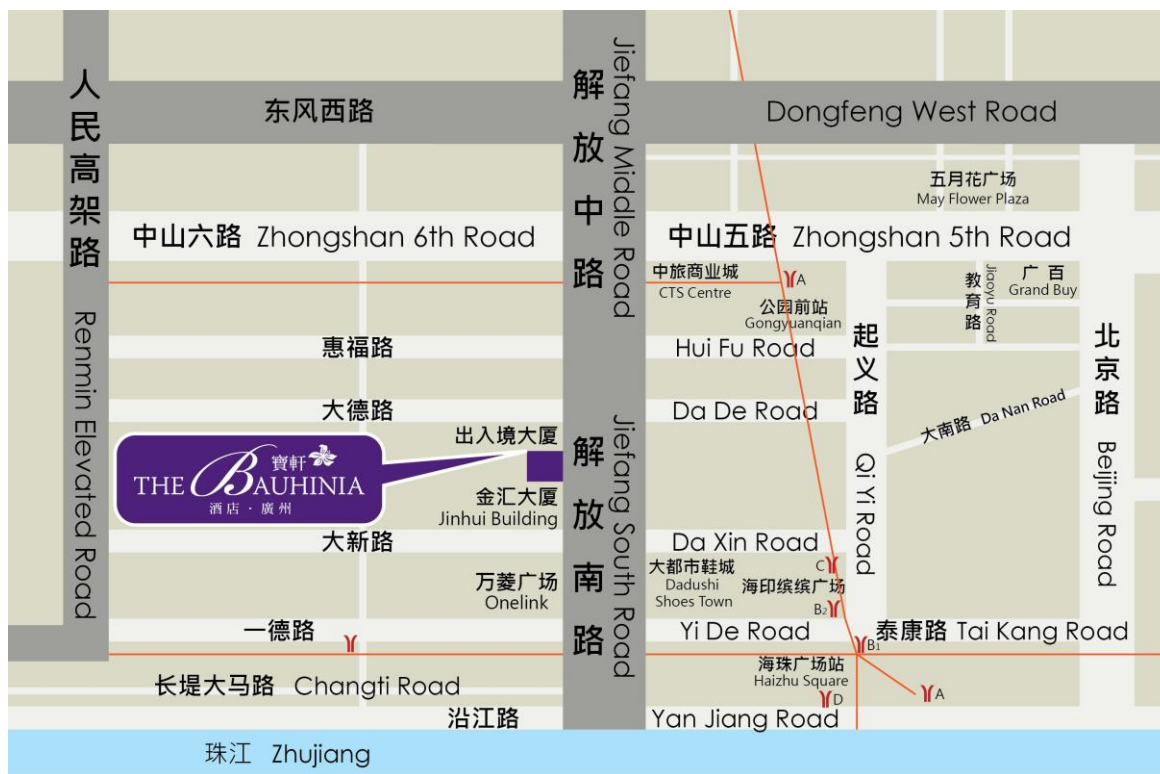 人民高架路 Renmin Elevated Road
东风西路
解放中路 Jiefang Middle Road
Dongfeng West Road
五月花广场
May Flower Plaza
中山六路 Zhongshan 6th Road
中山五路 Zhongshan 5th Road
中旅商业城
CTS Centre
A
公园前站
Gongyuanqian
教育路 Jiaoyu Road
广百
Grand Buy
惠福路
Hui Fu Road
起义路 Qi Yi Road
北京路 Beijing Road
大德路
Da De Road
大南路 Da Nan Road
出入境大厦
寶軒
THE BAUHINIA
酒店·廣州
金汇大厦
Jinhui Building
解放南路 Jiefang South Road
大新路
Da Xin Road
万菱广场
Onelink
大都市鞋城
Dadushi
Shoes Town
C
海印缤缤广场
B2
一德路
Yi De Road
泰康路 Tai Kang Road
B1
海珠广场站
Haizhu Square
D
A
长堤大马路 Changti Road
沿江路
Yan Jiang Road
珠江 Zhujiang